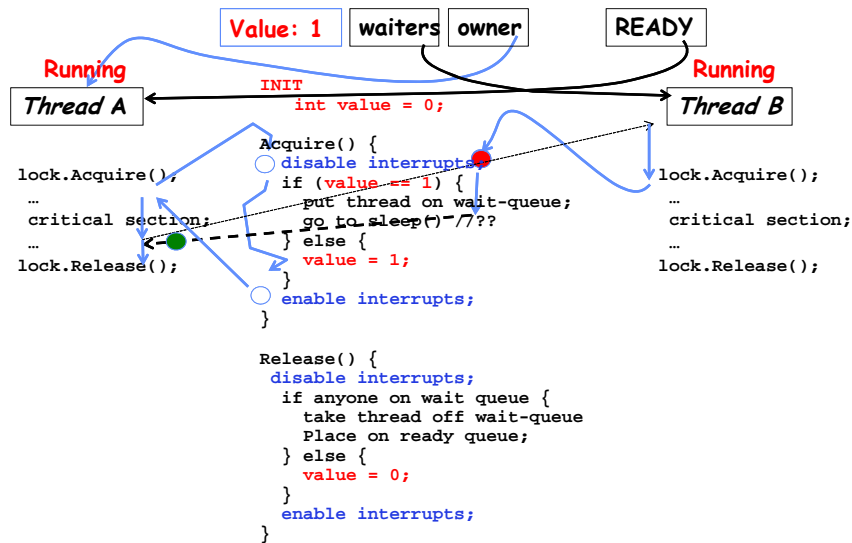 Value: 1 waiters owner READY
Running Running
INIT
int value = 0;
Thread A Thread B
lock.Acquire();
…
critical section;
…
lock.Release();
Acquire() {
disable interrupts;
if (value == 1) {
put thread on wait-queue;
go to sleep() //??
} else {
value = 1;
}
enable interrupts;
}
Release() {
disable interrupts;
if anyone on wait queue {
take thread off wait-queue
Place on ready queue;
} else {
value = 0;
}
enable interrupts;
}
lock.Acquire();
…
critical section;
…
lock.Release();